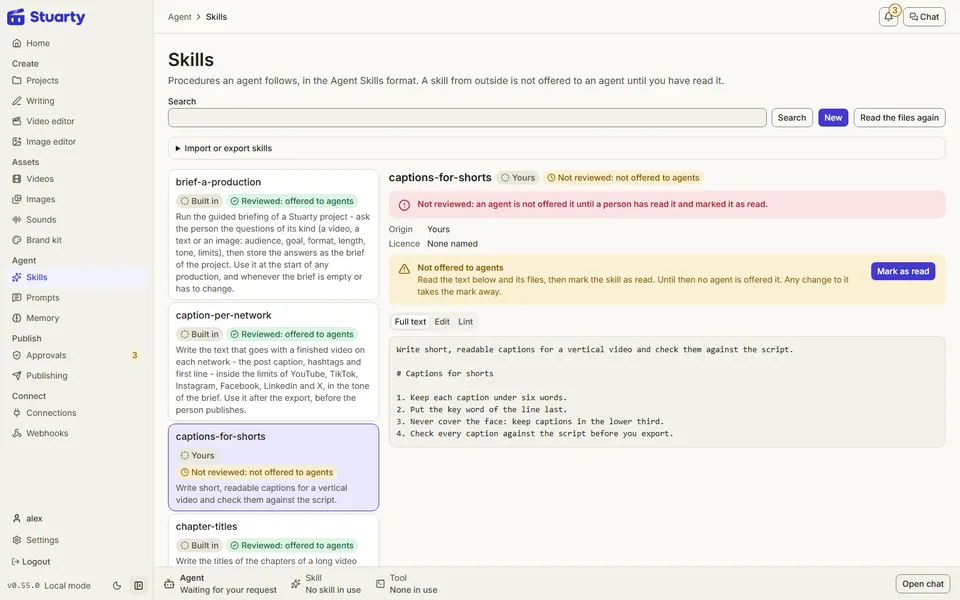 Stuarty
Agent > Skills
3
Chat
Home
Create
Projects
Writing
Video editor
Image editor
Assets
Videos
Images
Sounds
Brand kit
Agent
Skills
Prompts
Memory
Publish
Approvals 3
Publishing
Connect
Connections
Webhooks
alex
Settings
Logout
v0.55.0 Local mode
Skills
Procedures an agent follows, in the Agent Skills format. A skill from outside is not offered to an agent until you have read it.
Search
Search
New
Read the files again
Import or export skills
brief-a-production
Built in
Reviewed: offered to agents
Run the guided briefing of a Stuarty project - ask
the person the questions of its kind (a video, a
text or an image: audience, goal, format, length,
tone, limits), then store the answers as the brief
of the project. Use it at the start of any
production, and whenever the brief is empty or
has to change.
caption-per-network
Built in
Reviewed: offered to agents
Write the text that goes with a finished video on
each network - the post caption, hashtags and
first line - inside the limits of YouTube, TikTok,
Instagram, Facebook, LinkedIn and X, in the tone
of the brief. Use it after the export, before the
person publishes.
captions-for-shorts
Yours
Not reviewed: not offered to agents
Write short, readable captions for a vertical
video and check them against the script.
chapter-titles
Built in
Reviewed: offered to agents
Write the titles of the chapters of a long video
captions-for-shorts
Yours
Not reviewed: not offered to agents
Not reviewed: an agent is not offered it until a person has read it and marked it as read.
Origin Yours
Licence None named
Not offered to agents
Read the text below and its files, then mark the skill as read. Until then no agent is offered it. Any change to it
takes the mark away.
Mark as read
Full text
Edit
Lint
Write short, readable captions for a vertical video and check them against the script.
# Captions for shorts
1. Keep each caption under six words.
2. Put the key word of the line last.
3. Never cover the face: keep captions in the lower third.
4. Check every caption against the script before you export.
Agent
Waiting for your request
Skill
No skill in use
Tool
None in use
Open chat